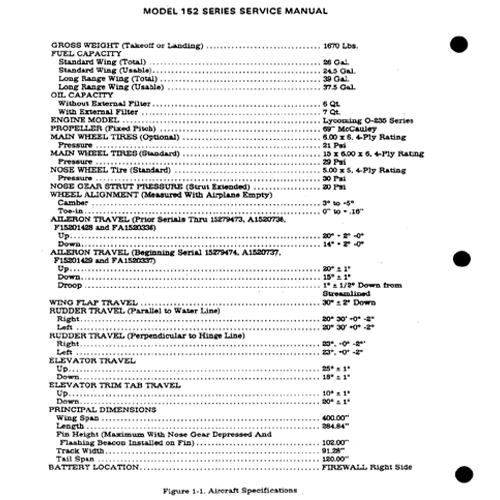 MODEL 152 SERIES SERVICE MANUAL
GROSS WEIGHT (Takeoff or Landing) 1670 Lbs.
FUEL CAPACITY
Standard Wing (Total) 26 Gal.
Standard Wing (Usable) 24.5 Gal.
Long Range Wing (Total) 39 Gal.
Long Range Wing (Usable) 37.5 Gal.
OIL CAPACITY
Without External Filter 6 Qt.
With External Filter 7 Qt.
ENGINE MODEL Lycoming O-235 Series
PROPELLER (Fixed Pitch) 69" McCauley
MAIN WHEEL TIRES (Optional) 6.00 x 6, 4-Ply Rating
Pressure 21 Psi
MAIN WHEEL TIRES (Standard) 15 x 6.00 x 6, 4-Ply Rating
Pressure 29 Psi
NOSE WHEEL Tire (Standard) 5.00 x 5, 4-Ply Rating
Pressure 30 Psi
NOSE GEAR STRUT PRESSURE (Strut Extended) 20 Psi
WHEEL ALIGNMENT (Measured With Airplane Empty)
Camber 3° to -5°
Toe-in 0" to - .16"
AILERON TRAVEL (Prior Serials Thru 15279473, A1520736,
F15201428 and FA1520336)
Up 20° + 2° -0°
Down 14° + 2° -0°
AILERON TRAVEL (Beginning Serial 15279474, A1520737,
F15201429 and FA1520337)
Up 20° ± 1°
Down 15° ± 1°
Droop 1° ± 1/2° Down from
Streamlined
WING FLAP TRAVEL 30° ± 2° Down
RUDDER TRAVEL (Parallel to Water Line)
Right 20° 30' +0° -2°
Left 20° 30' +0° -2°
RUDDER TRAVEL (Perpendicular to Hinge Line)
Right 23°, +0° -2°
Left 23°, +0° -2°
ELEVATOR TRAVEL
Up 25° ± 1°
Down 18° ± 1°
ELEVATOR TRIM TAB TRAVEL
Up 10° ± 1°
Down 20° ± 1°
PRINCIPAL DIMENSIONS
Wing Span 400.00"
Length 284.84"
Fin Height (Maximum With Nose Gear Depressed And
Flashing Beacon Installed on Fin) 102.00"
Track Width 91.28"
Tail Span 120.00"
BATTERY LOCATION FIREWALL Right Side
Figure 1-1. Aircraft Specifications